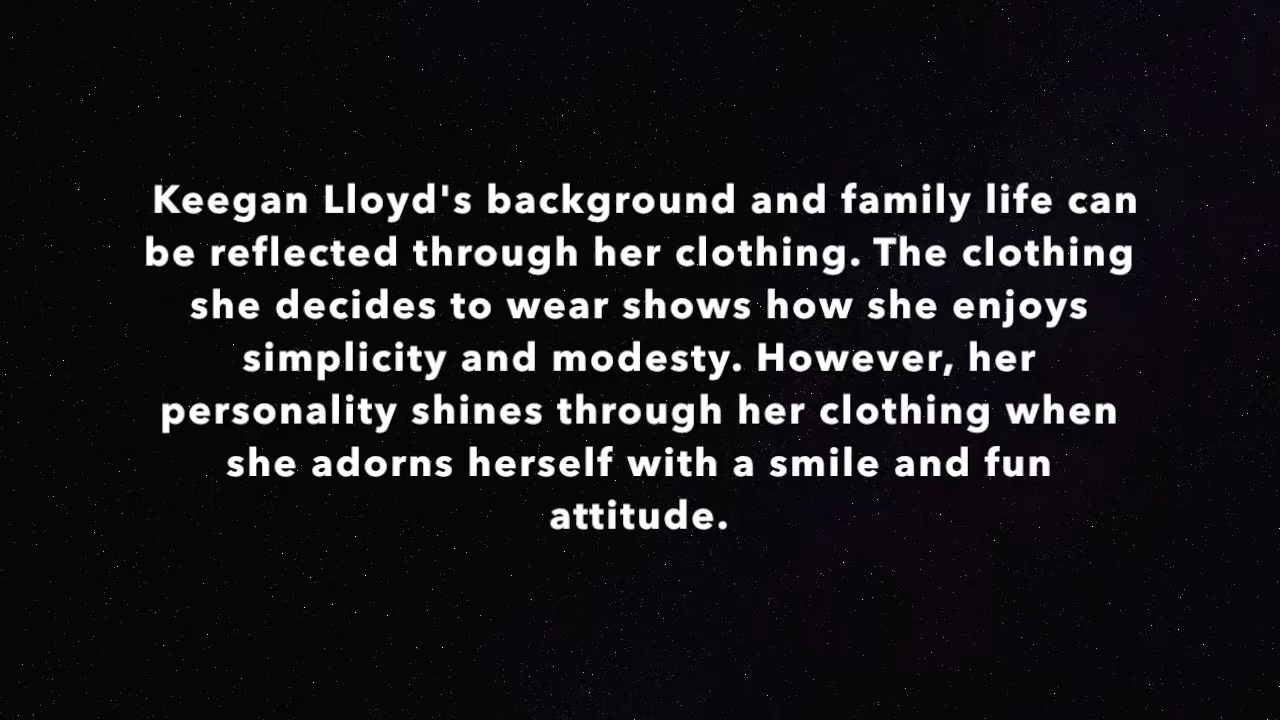 Keegan Lloyd's background and family life can
be reflected through her clothing. The clothing
she decides to wear shows how she enjoys
simplicity and modesty. However, her
personality shines through her clothing when
she adorns herself with a smile and fun
attitude.